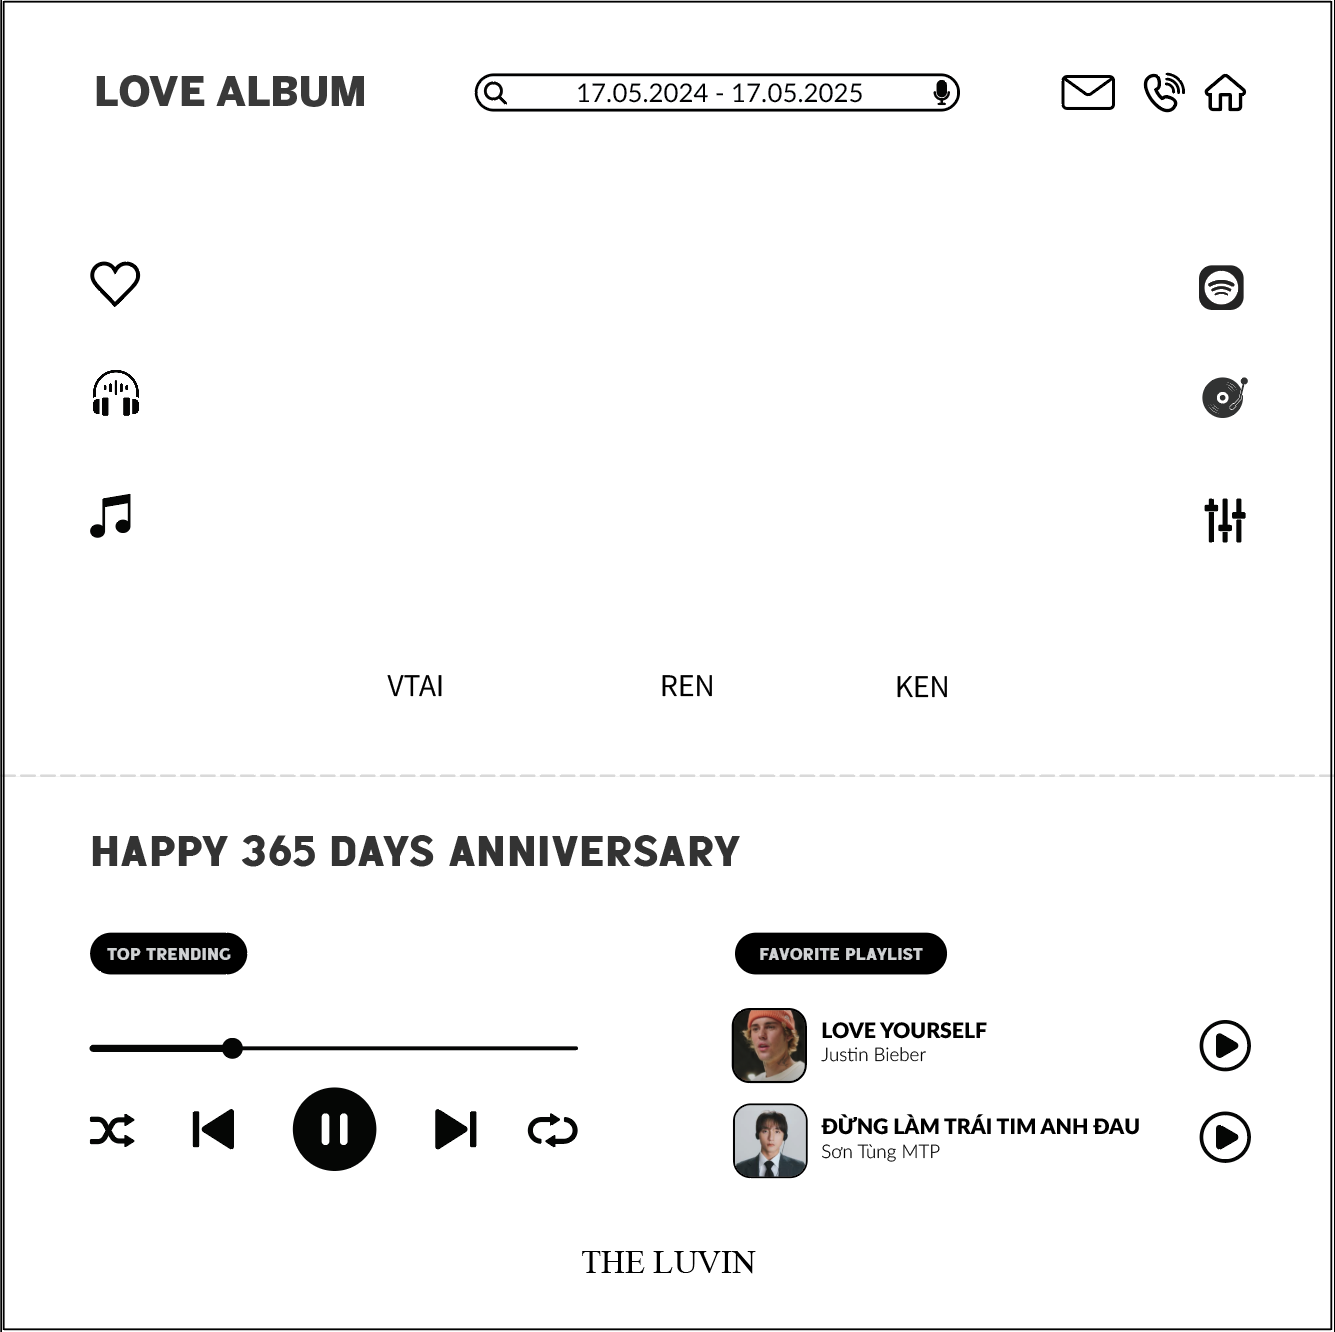 LOVE ALBUM
17.05.2024 - 17.05.2025
VTAI
REN
KEN
HAPPY 365 DAYS ANNIVERSARY
TOP TRENDING
FAVORITE PLAYLIST
LOVE YOURSELF
Justin Bieber
ĐỪNG LÀM TRÁI TIM ANH ĐAU
Sơn Tùng MTP
THE LUVIN